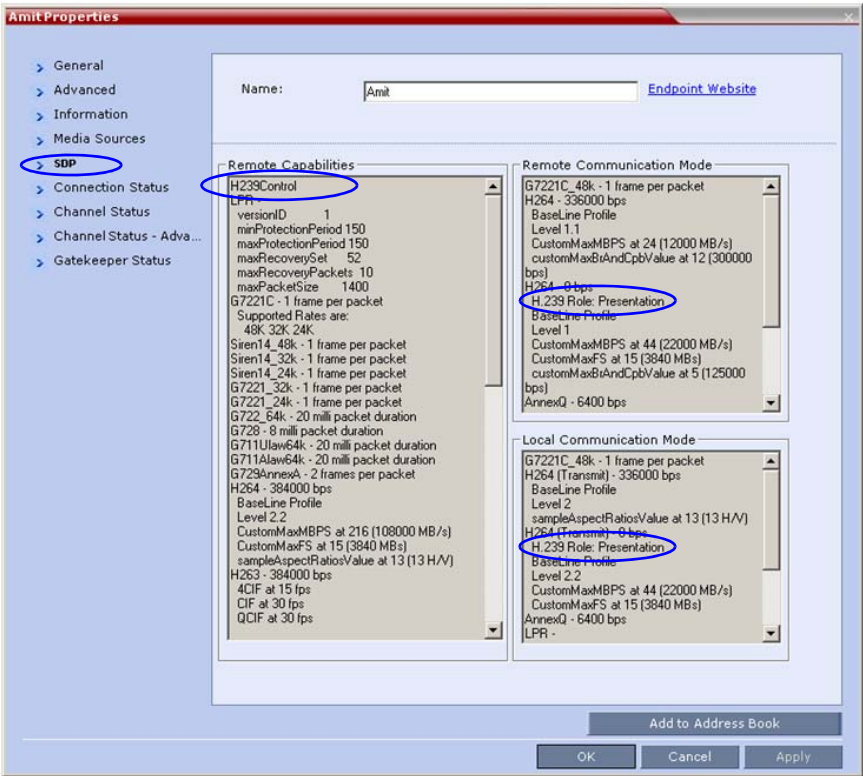 Amit Properties
General
Advanced
Information
Media Sources
SDP
Connection Status
Channel Status
Channel Status - Adva...
Gatekeeper Status
Name:
Amit
Endpoint Website
Remote Capabilities
H239Control
LPR -
versionID 1
minProtectionPeriod 150
maxProtectionPeriod 150
maxRecoverySet 52
maxRecoveryPackets 10
maxPacketSize 1400
G7221C - 1 frame per packet
Supported Rates are:
48K 32K 24K
Siren14_48k - 1 frame per packet
Siren14_32k - 1 frame per packet
Siren14_24k - 1 frame per packet
G7221_32k - 1 frame per packet
G7221_24k - 1 frame per packet
G722_64k - 20 milli packet duration
G728 - 8 milli packet duration
G711Ulaw64k - 20 milli packet duration
G711Alaw64k - 20 milli packet duration
G729AnnexA - 2 frames per packet
H264 - 384000 bps
BaseLine Profile
Level 2.2
CustomMaxMBPS at 216 (108000 MB/s)
CustomMaxFS at 15 (3840 MBs)
sampleAspectRatiosValue at 13 (13 H/V)
H263 - 384000 bps
4CIF at 15 fps
CIF at 30 fps
QCIF at 30 fps
Remote Communication Mode
G7221C_48k - 1 frame per packet
H264 - 336000 bps
BaseLine Profile
Level 1.1
CustomMaxMBPS at 24 (12000 MB/s)
customMaxBrAndCpbValue at 12 (300000
bps)
H264 - 0 bps
H.239 Role: Presentation
BaseLine Profile
Level 1
CustomMaxMBPS at 44 (22000 MB/s)
CustomMaxFS at 15 (3840 MBs)
customMaxBrAndCpbValue at 5 (125000
bps)
AnnexQ - 6400 bps
Local Communication Mode
G7221C_48k - 1 frame per packet
H264 (Transmit) - 336000 bps
BaseLine Profile
Level 2
sampleAspectRatiosValue at 13 (13 H/V)
H264 (Transmit) - 0 bps
H.239 Role: Presentation
BaseLine Profile
Level 2.2
CustomMaxMBPS at 44 (22000 MB/s)
CustomMaxFS at 15 (3840 MBs)
AnnexQ - 6400 bps
LPR -
Add to Address Book
OK
Cancel
Apply